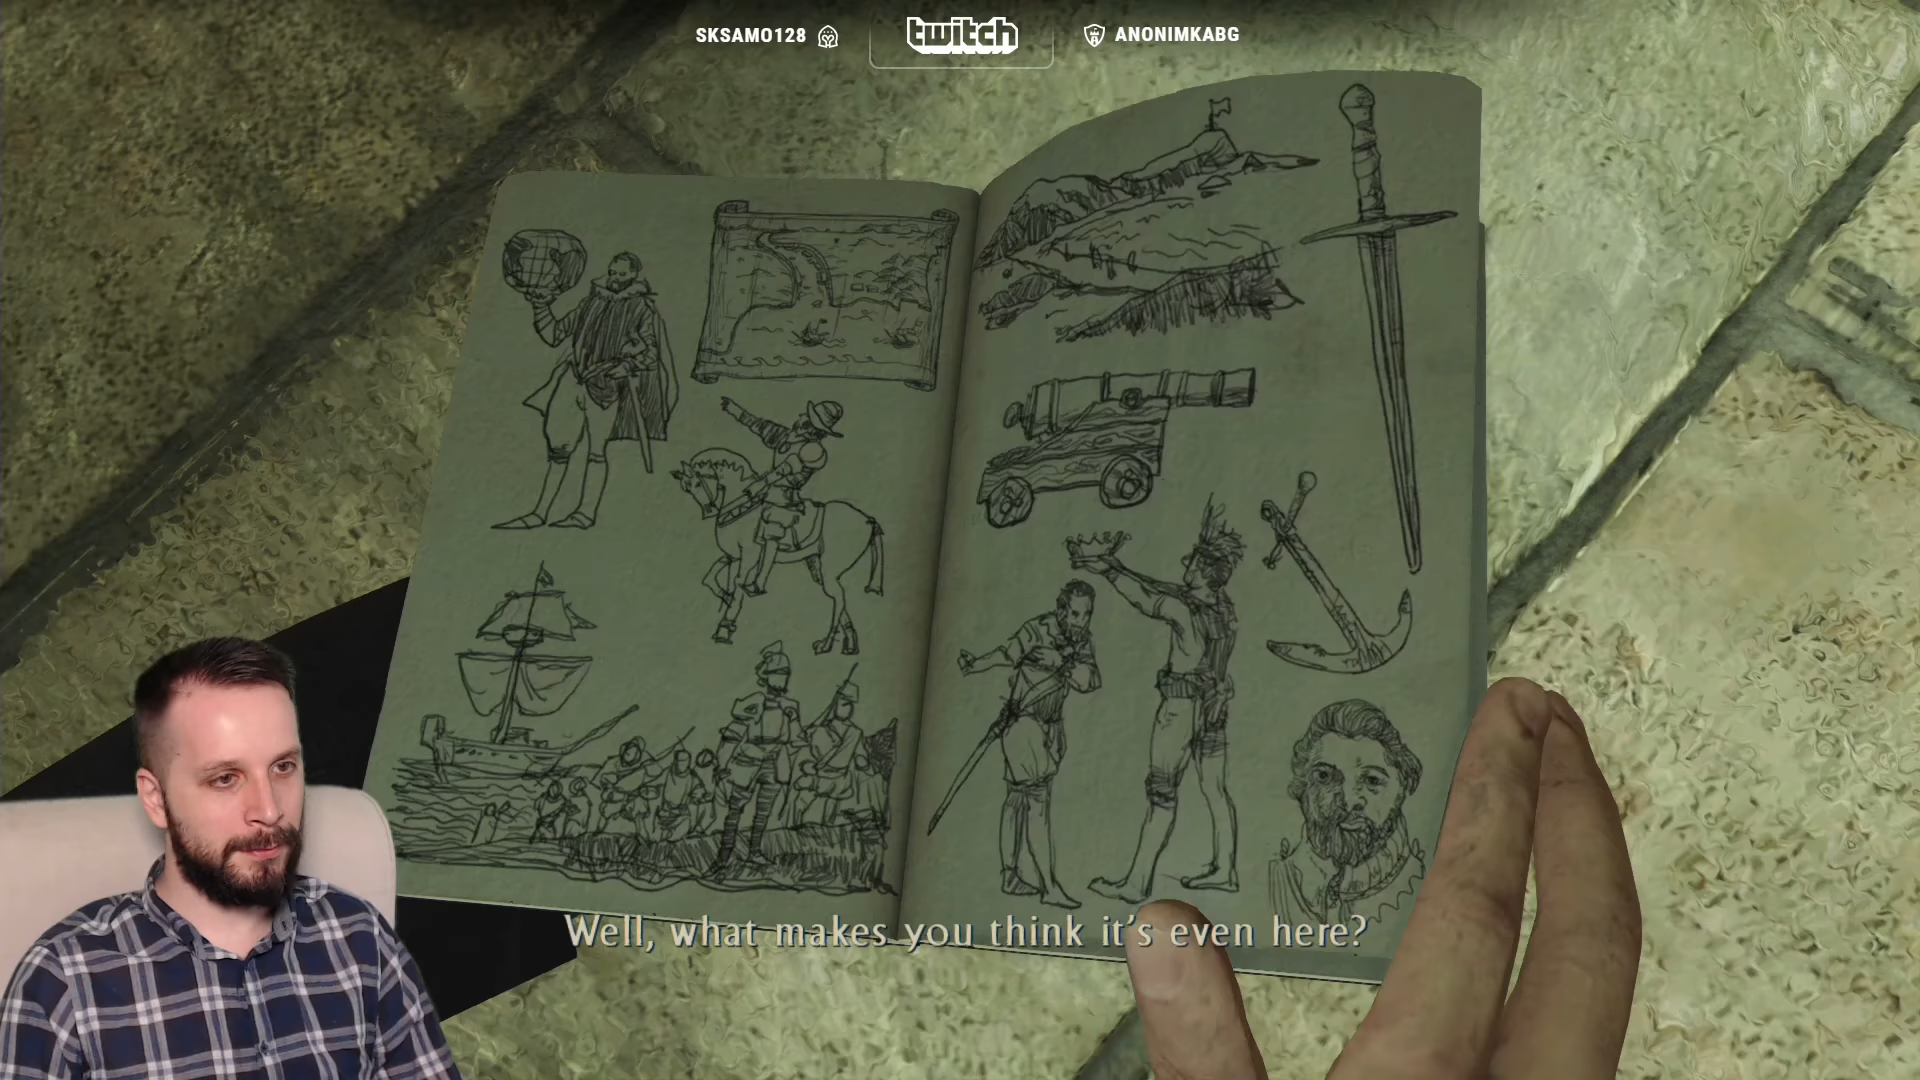 SKSAMO128
twitch
ANONIMKABG
Well, what makes you think it's even here?